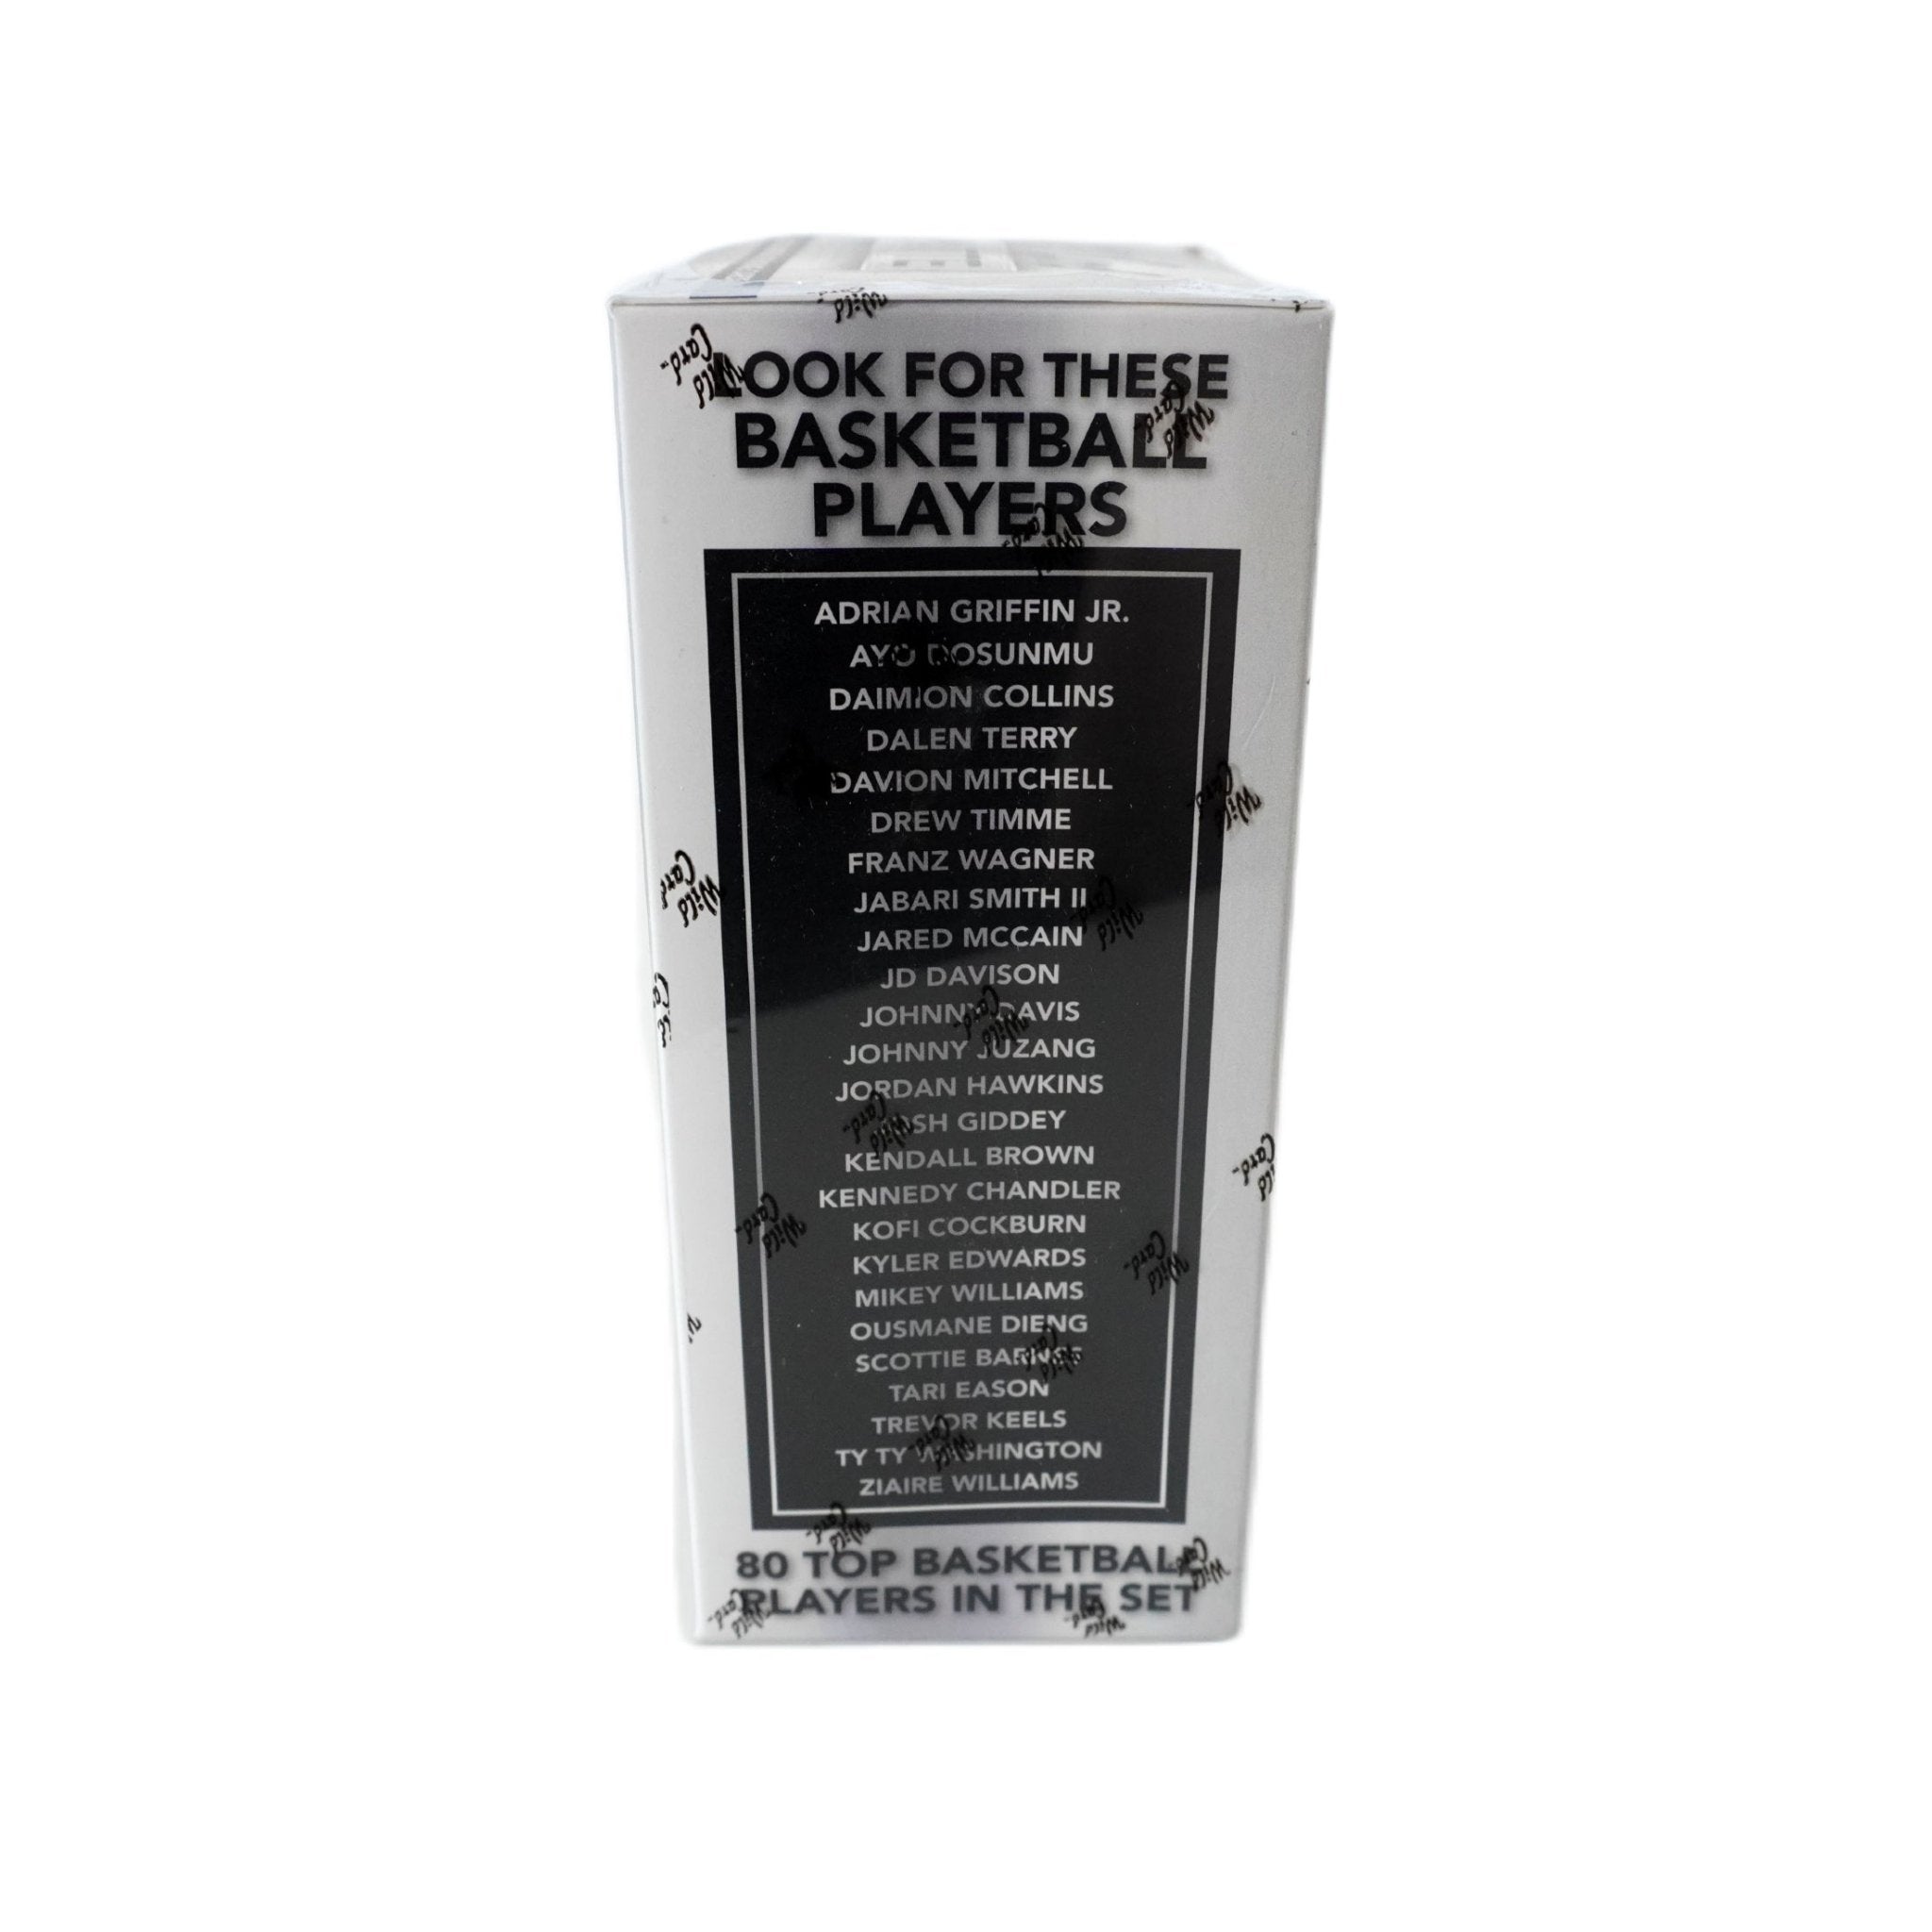 LOOK FOR THESE
BASKETBALL
PLAYERS
ADRIAN GRIFFIN JR.
AYO DOSUNMU
DAIMION COLLINS
DALEN TERRY
DAVION MITCHELL
DREW TIMME
FRANZ WAGNER
JABARI SMITH II
JARED MCCAIN
JD DAVISON
JOHNNY DAVIS
JOHNNY JUZANG
JORDAN HAWKINS
JOSH GIDDEY
KENDALL BROWN
KENNEDY CHANDLER
KOFI COCKBURN
KYLER EDWARDS
MIKEY WILLIAMS
OUSMANE DIENG
SCOTTIE BARNES
TARI EASON
TREVOR KEELS
TY TY WASHINGTON
ZIAIRE WILLIAMS
80 TOP BASKETBALL
PLAYERS IN THE SET
Wild
Card